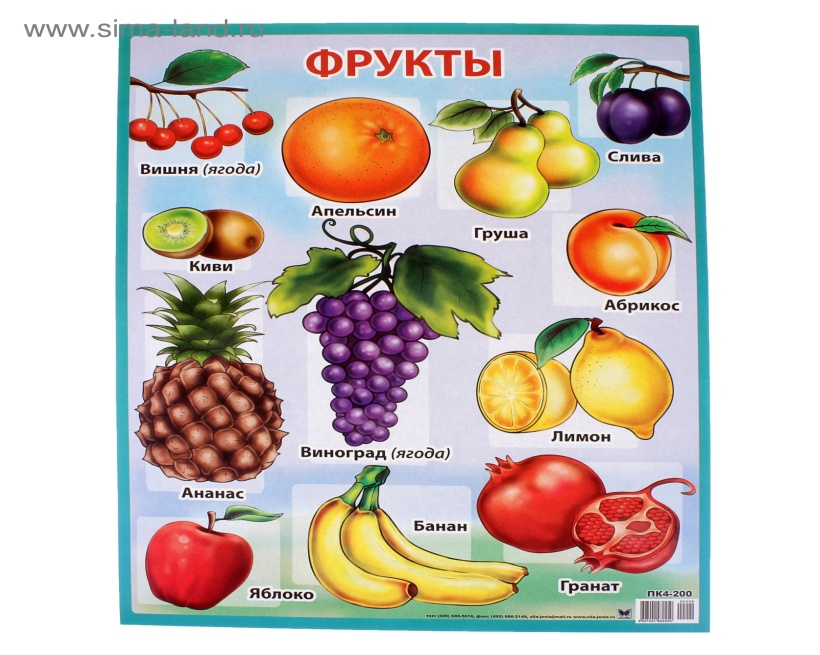 www.sima-land.ru
ФРУКТЫ
Вишня (ягода)
Апельсин
Груша
Слива
Киви
Абрикос
Ананас
Виноград (ягода)
Лимон
Яблоко
Банан
Гранат
ПК4-200